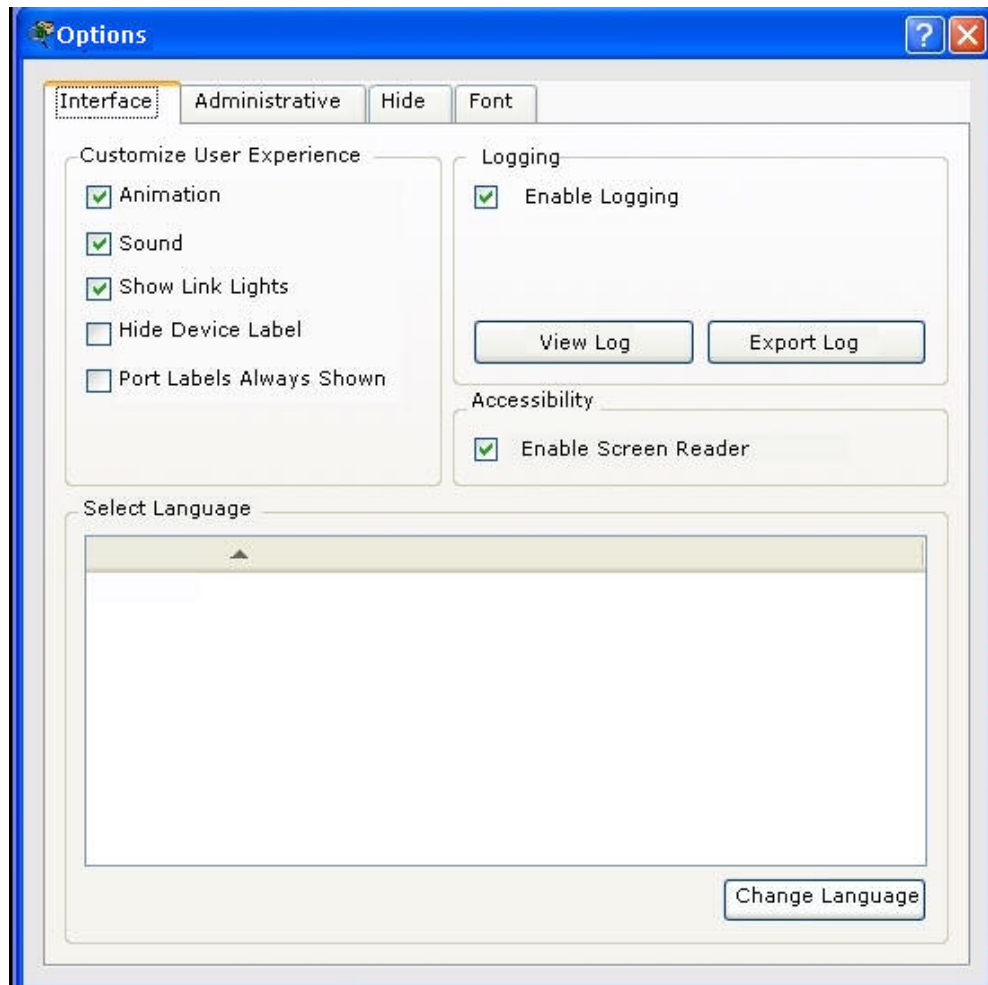 Options
Interface Administrative Hide Font
Customize User Experience
Animation
Sound
Show Link Lights
Hide Device Label
Port Labels Always Shown
Logging
Enable Logging
View Log Export Log
Accessibility
Enable Screen Reader
Select Language
Change Language